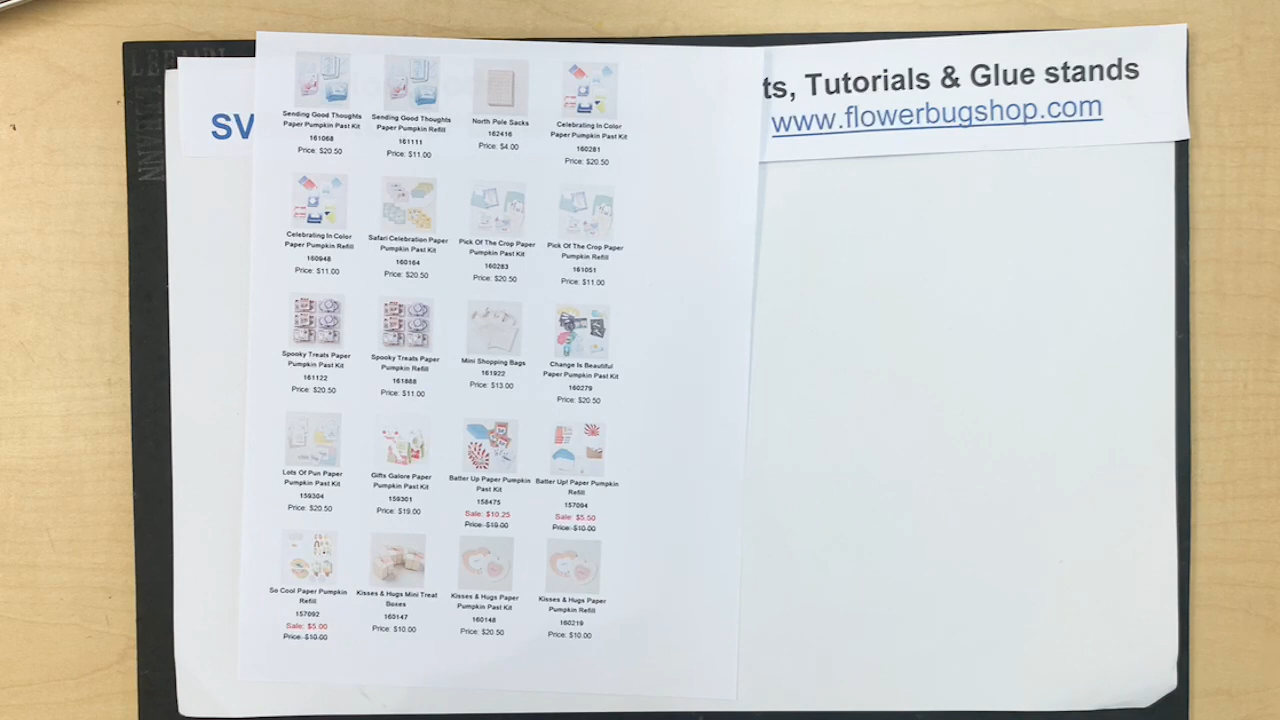 LEBANN
LEBANN
SV
ts, Tutorials & Glue stands
www.flowerbugshop.com
Sending Good Thoughts
Paper Pumpkin Past Kit
161068
Price: $20.50
Sending Good Thoughts
Paper Pumpkin Refill
161111
Price: $11.00
North Pole Sacks
162416
Price: $4.00
Celebrating In Color
Paper Pumpkin Past Kit
160281
Price: $20.50
Celebrating In Color
Paper Pumpkin Refill
160948
Price: $11.00
Safari Celebration Paper
Pumpkin Past Kit
160164
Price: $20.50
Pick Of The Crop Paper
Pumpkin Past Kit
160283
Price: $20.50
Pick Of The Crop Paper
Pumpkin Refill
161051
Price: $11.00
Spooky Treats Paper
Pumpkin Past Kit
161122
Price: $20.50
Spooky Treats Paper
Pumpkin Refill
161888
Price: $11.00
Mini Shopping Bags
161922
Price: $13.00
Change Is Beautiful
Paper Pumpkin Past Kit
160279
Price: $20.50
Lots Of Pun Paper
Pumpkin Past Kit
159304
Price: $20.50
Gifts Galore Paper
Pumpkin Past Kit
159301
Price: $19.00
Batter Up Paper Pumpkin
Past Kit
158475
Sale: $10.25
Price: $19.00
Batter Up! Paper Pumpkin
Refill
157094
Sale: $5.50
Price: $10.00
So Cool Paper Pumpkin
Refill
157092
Sale: $5.00
Price: $10.00
Kisses & Hugs Mini Treat
Boxes
160147
Price: $10.00
Kisses & Hugs Paper
Pumpkin Past Kit
160148
Price: $20.50
Kisses & Hugs Paper
Pumpkin Refill
160219
Price: $10.00